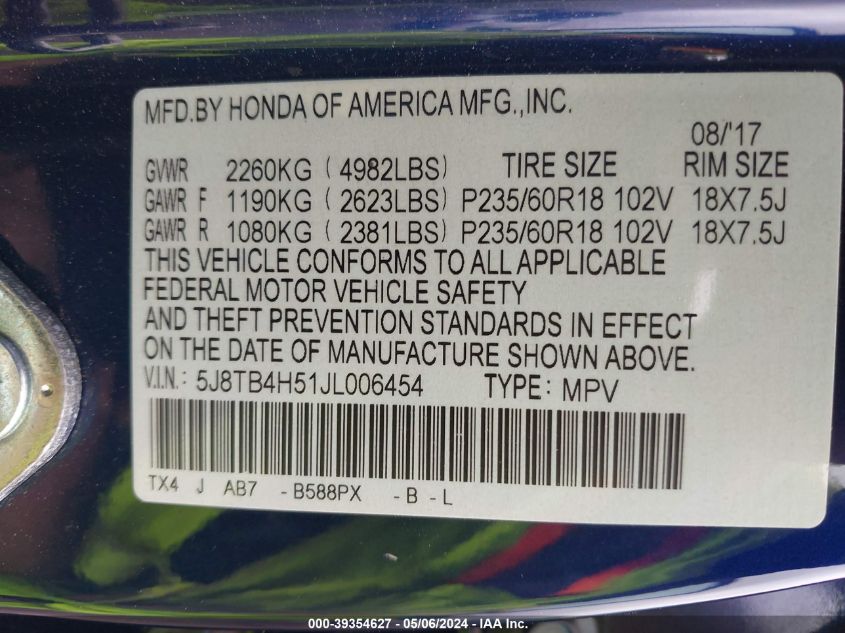 MFD.BY HONDA OF AMERICA MFG.,INC.
08/'17
GVWR 2260KG ( 4982LBS) TIRE SIZE RIM SIZE
GAWR F 1190KG ( 2623LBS) P235/60R18 102V 18X7.5J
GAWR R 1080KG ( 2381LBS) P235/60R18 102V 18X7.5J
THIS VEHICLE CONFORMS TO ALL APPLICABLE
FEDERAL MOTOR VEHICLE SAFETY
AND THEFT PREVENTION STANDARDS IN EFFECT
ON THE DATE OF MANUFACTURE SHOWN ABOVE.
V.I.N.: 5J8TB4H51JL006454 TYPE: MPV
TX4 J AB7 -B588PX -B -L
000-39354627 - 05/06/2024 - IAA Inc.